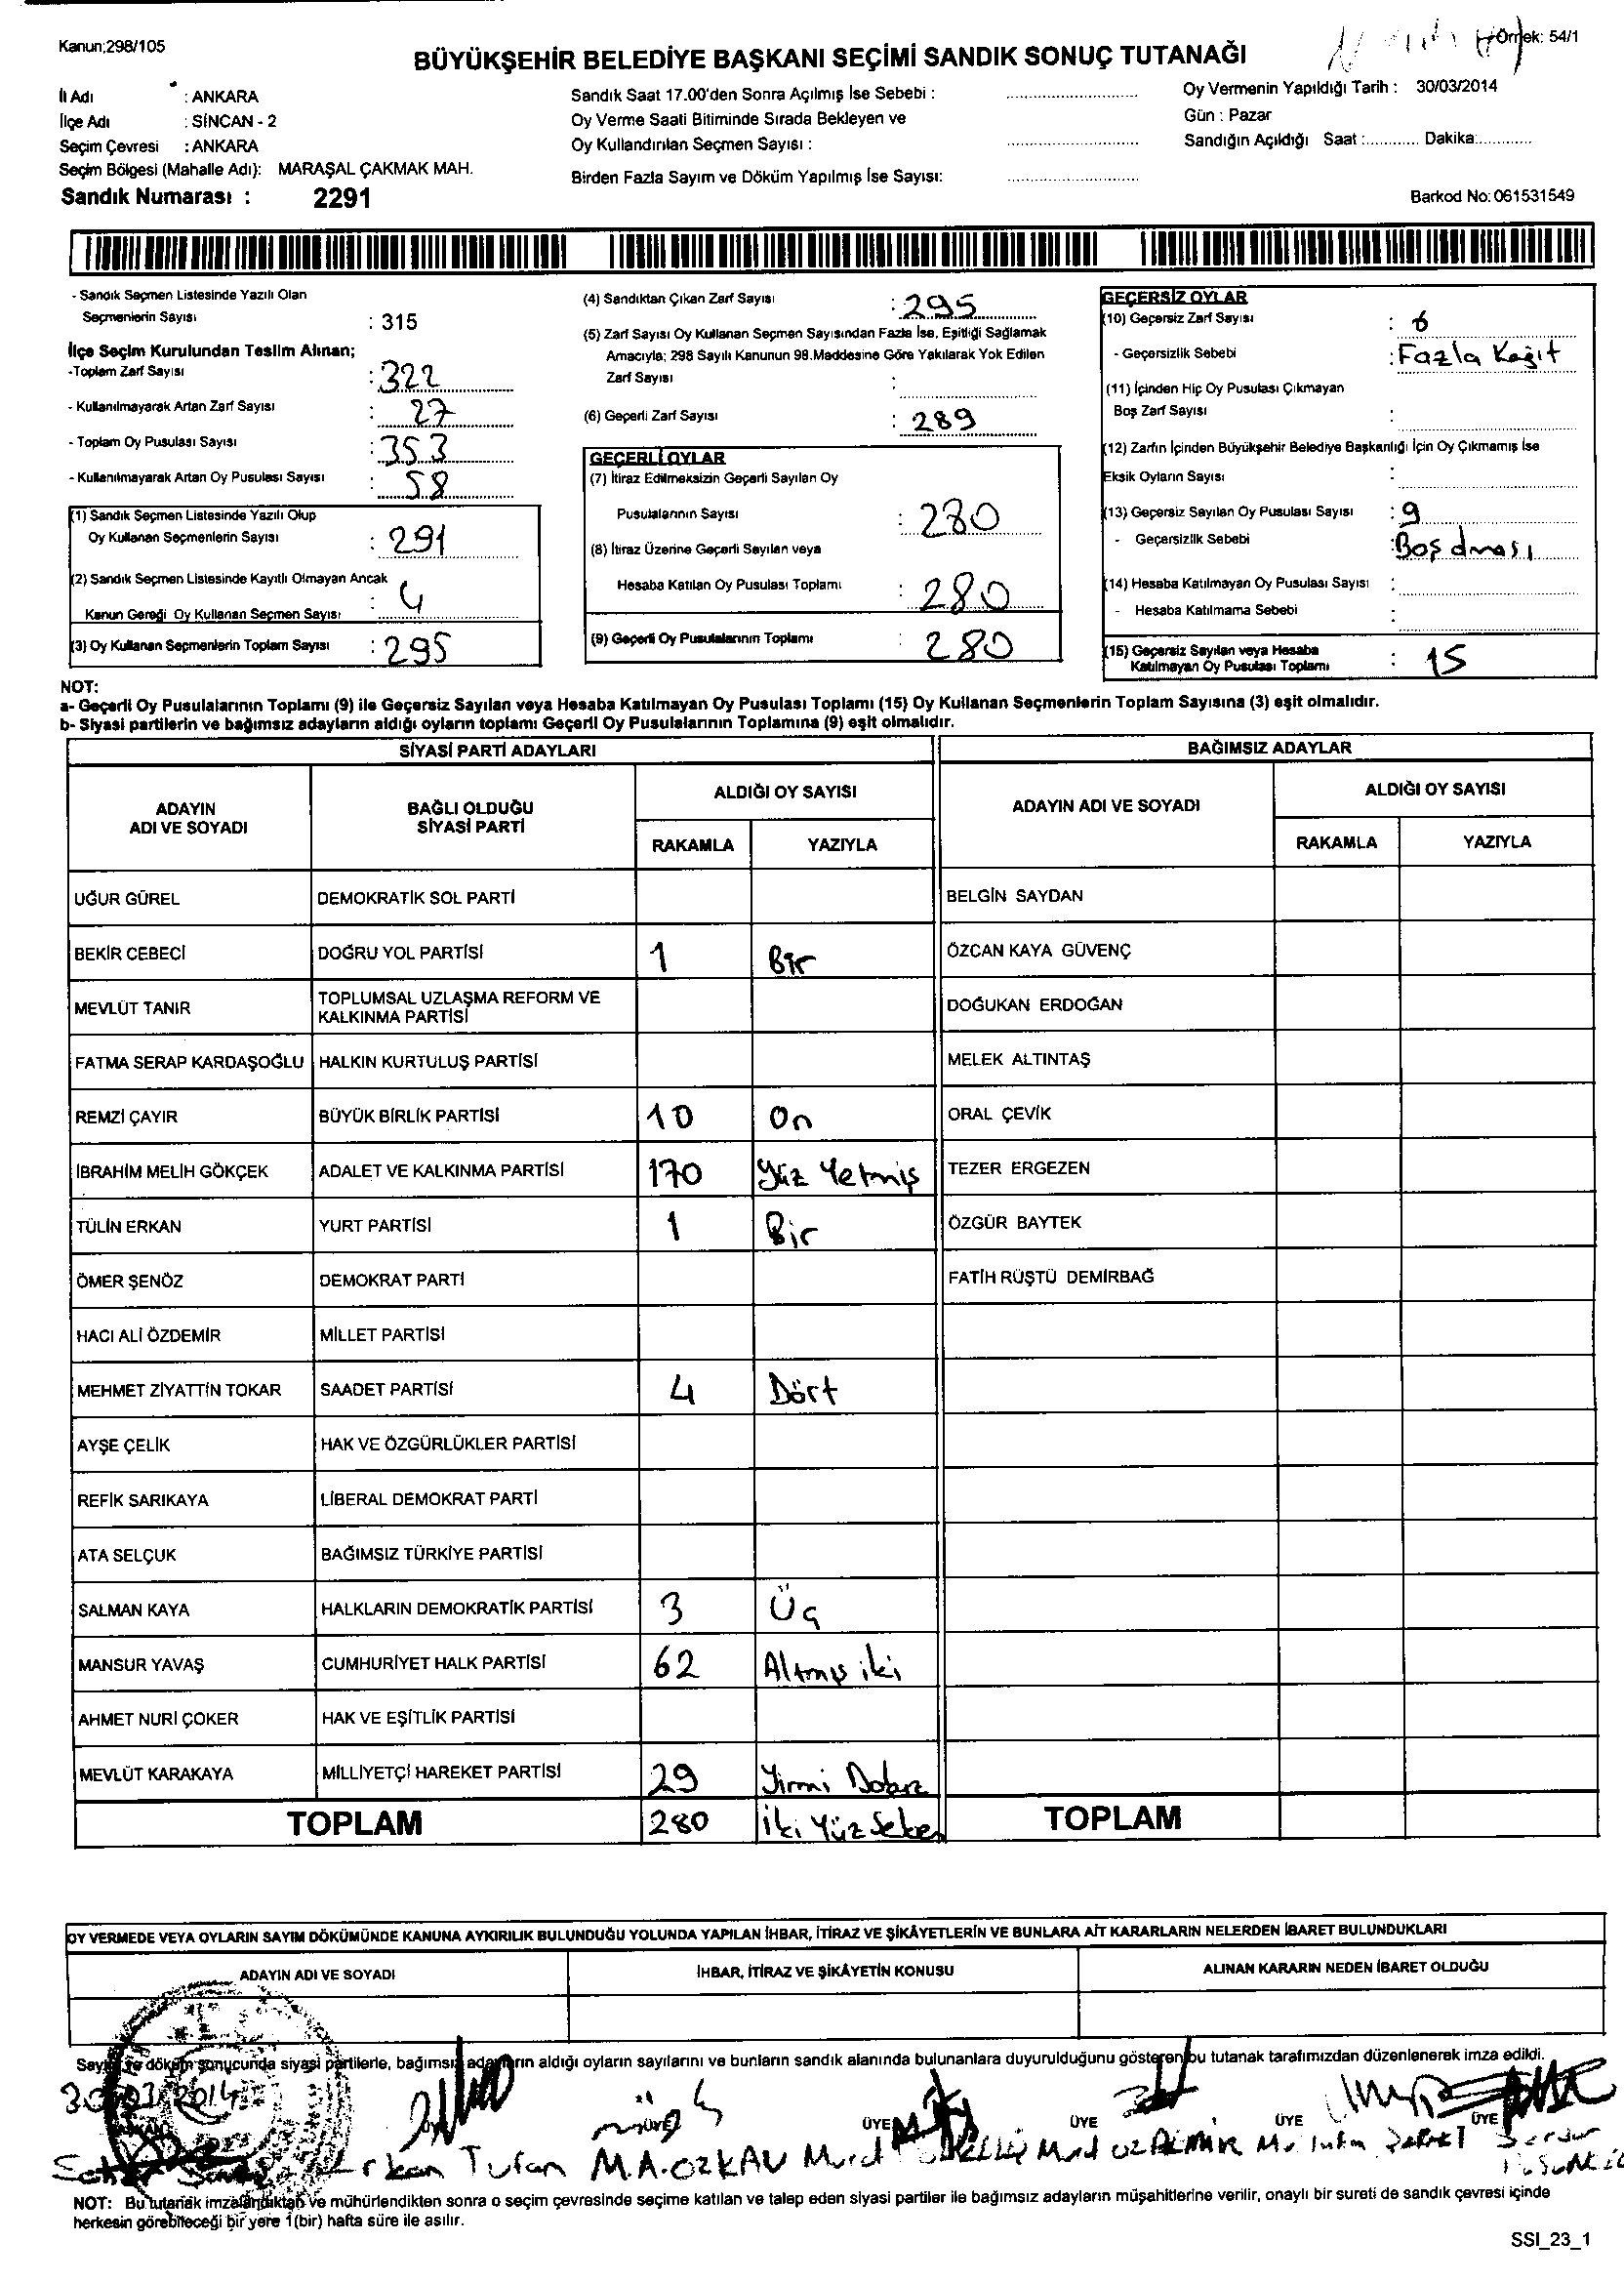 Kanun;298/105
Örnek: 54/1
BÜYÜKŞEHİR BELEDİYE BAŞKANI SEÇİMİ SANDIK SONUÇ TUTANAĞI
İl Adı : ANKARA
İlçe Adı : SİNCAN - 2
Seçim Çevresi : ANKARA
Seçim Bölgesi (Mahalle Adı): MARAŞAL ÇAKMAK MAH.
Sandık Numarası : 2291
Sandık Saat 17.00'den Sonra Açılmış İse Sebebi :
Oy Verme Saati Bitiminde Sırada Bekleyen ve
Oy Kullandırılan Seçmen Sayısı :
Birden Fazla Sayım ve Döküm Yapılmış İse Sayısı:
Oy Vermenin Yapıldığı Tarih : 30/03/2014
Gün : Pazar
Sandığın Açıldığı Saat :............ Dakika:............
Barkod No: 061531549
- Sandık Seçmen Listesinde Yazılı Olan
Seçmenlerin Sayısı : 315
İlçe Seçim Kurulundan Teslim Alınan;
-Toplam Zarf Sayısı : 322
- Kullanılmayarak Artan Zarf Sayısı : 27
- Toplam Oy Pusulası Sayısı : 353
- Kullanılmayarak Artan Oy Pusulası Sayısı : 58
(1) Sandık Seçmen Listesinde Yazılı Olup
Oy Kullanan Seçmenlerin Sayısı : 291
(2) Sandık Seçmen Listesinde Kayıtlı Olmayan Ancak
Kanun Gereği Oy Kullanan Seçmen Sayısı : 4
(3) Oy Kullanan Seçmenlerin Toplam Sayısı : 295
(4) Sandıktan Çıkan Zarf Sayısı : 295
(5) Zarf Sayısı Oy Kullanan Seçmen Sayısından Fazla İse, Eşitliği Sağlamak
Amacıyla; 298 Sayılı Kanunun 98.Maddesine Göre Yakılarak Yok Edilen
Zarf Sayısı :
(6) Geçerli Zarf Sayısı : 289
GEÇERLİ OYLAR
(7) İtiraz Edilmeksizin Geçerli Sayılan Oy
Pusulalarının Sayısı : 280
(8) İtiraz Üzerine Geçerli Sayılan veya
Hesaba Katılan Oy Pusulası Toplamı : 280
(9) Geçerli Oy Pusulalarının Toplamı : 280
GEÇERSİZ OYLAR
(10) Geçersiz Zarf Sayısı : 6
- Geçersizlik Sebebi : Fazla Kağıt
(11) İçinden Hiç Oy Pusulası Çıkmayan
Boş Zarf Sayısı :
(12) Zarfın İçinden Büyükşehir Belediye Başkanlığı İçin Oy Çıkmamış İse
Eksik Oyların Sayısı :
(13) Geçersiz Sayılan Oy Pusulası Sayısı : 9
- Geçersizlik Sebebi : Boş olması
(14) Hesaba Katılmayan Oy Pusulası Sayısı :
- Hesaba Katılmama Sebebi :
(15) Geçersiz Sayılan veya Hesaba
Katılmayan Oy Pusulası Toplamı : 15
NOT:
a- Geçerli Oy Pusulalarının Toplamı (9) ile Geçersiz Sayılan veya Hesaba Katılmayan Oy Pusulası Toplamı (15) Oy Kullanan Seçmenlerin Toplam Sayısına (3) eşit olmalıdır.
b- Siyasi partilerin ve bağımsız adayların aldığı oyların toplamı Geçerli Oy Pusulalarının Toplamına (9) eşit olmalıdır.
SİYASİ PARTİ ADAYLARI
ADAYIN ADI VE SOYADI
BAĞLI OLDUĞU SİYASİ PARTİ
ALDIĞI OY SAYISI
RAKAMLA YAZIYLA
UĞUR GÜREL DEMOKRATİK SOL PARTİ
BEKİR CEBECİ DOĞRU YOL PARTİSİ 1 Bir
MEVLÜT TANIR TOPLUMSAL UZLAŞMA REFORM VE KALKINMA PARTİSİ
FATMA SERAP KARDAŞOĞLU HALKIN KURTULUŞ PARTİSİ
REMZİ ÇAYIR BÜYÜK BİRLİK PARTİSİ 10 On
İBRAHİM MELİH GÖKÇEK ADALET VE KALKINMA PARTİSİ 170 Yüz Yetmiş
TÜLİN ERKAN YURT PARTİSİ 1 Bir
ÖMER ŞENÖZ DEMOKRAT PARTİ
HACI ALİ ÖZDEMİR MİLLET PARTİSİ
MEHMET ZİYATTİN TOKAR SAADET PARTİSİ 4 Dört
AYŞE ÇELİK HAK VE ÖZGÜRLÜKLER PARTİSİ
REFİK SARIKAYA LİBERAL DEMOKRAT PARTİ
ATA SELÇUK BAĞIMSIZ TÜRKİYE PARTİSİ
SALMAN KAYA HALKLARIN DEMOKRATİK PARTİSİ 3 Üç
MANSUR YAVAŞ CUMHURİYET HALK PARTİSİ 62 Altmış iki
AHMET NURİ ÇOKER HAK VE EŞİTLİK PARTİSİ
MEVLÜT KARAKAYA MİLLİYETÇİ HAREKET PARTİSİ 29 Yirmi Dokuz
TOPLAM 280 İki Yüz Seksen
BAĞIMSIZ ADAYLAR
ADAYIN ADI VE SOYADI
ALDIĞI OY SAYISI
RAKAMLA YAZIYLA
BELGİN SAYDAN
ÖZCAN KAYA GÜVENÇ
DOĞUKAN ERDOĞAN
MELEK ALTINTAŞ
ORAL ÇEVİK
TEZER ERGEZEN
ÖZGÜR BAYTEK
FATİH RÜŞTÜ DEMİRBAĞ
TOPLAM
OY VERMEDE VEYA OYLARIN SAYIM DÖKÜMÜNDE KANUNA AYKIRILIK BULUNDUĞU YOLUNDA YAPILAN İHBAR, İTİRAZ VE ŞİKÂYETLERİN VE BUNLARA AİT KARARLARIN NELERDEN İBARET BULUNDUKLARI
ADAYIN ADI VE SOYADI
İHBAR, İTİRAZ VE ŞİKÂYETİN KONUSU
ALINAN KARARIN NEDEN İBARET OLDUĞU
Sayım ve döküm sonucunda siyasi partilerle, bağımsız adayların aldığı oyların sayılarını ve bunların sandık alanında bulunanlara duyurulduğunu gösteren bu tutanak tarafımızdan düzenlenerek imza edildi.
30/03/2014
ÜYE ÜYE ÜYE ÜYE ÜYE
Erkan Tufan M.A.OZKAN Murat
NOT: Bu tutanak imzalandıktan ve mühürlendikten sonra o seçim çevresinde seçime katılan ve talep eden siyasi partiler ile bağımsız adayların müşahitlerine verilir, onaylı bir sureti de sandık çevresi içinde
herkesin görebileceği bir yere 1(bir) hafta süre ile asılır.
SSI_23_1